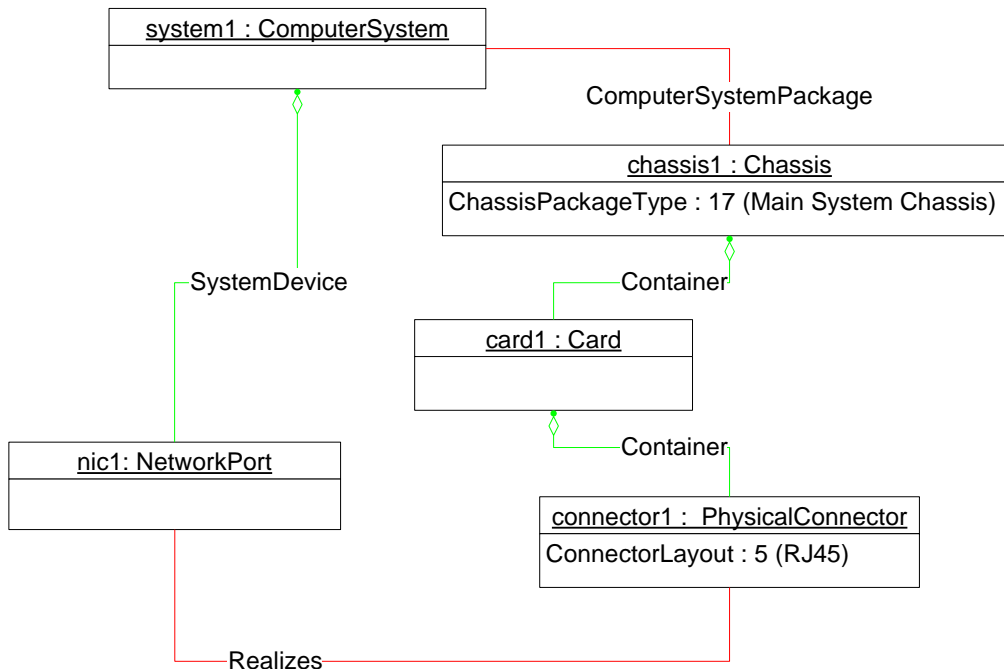 system1 : ComputerSystem
ComputerSystemPackage
chassis1 : Chassis
ChassisPackageType : 17 (Main System Chassis)
SystemDevice
Container
card1 : Card
Container
nic1: NetworkPort
connector1 : PhysicalConnector
ConnectorLayout : 5 (RJ45)
Realizes